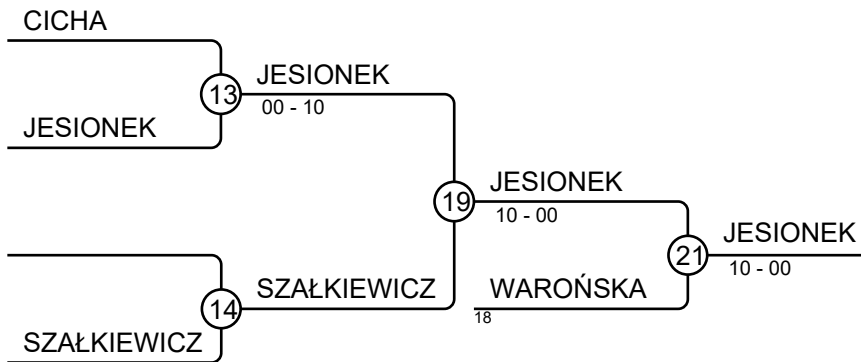 CICHA
13
JESIONEK
00 - 10
JESIONEK
19
JESIONEK
10 - 00
21
JESIONEK
10 - 00
14
SZAŁKIEWICZ
WAROŃSKA
18
SZAŁKIEWICZ